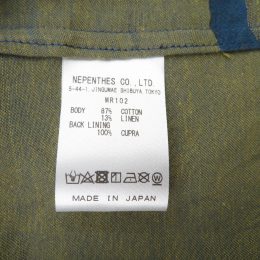 NEPENTHES CO.,LTD.
5-44-1 JINGUMAE SHIBUYA TOKYO
MR102
BODY 87% COTTON
13% LINEN
BACK LINING
100% CUPRA
MADE IN JAPAN